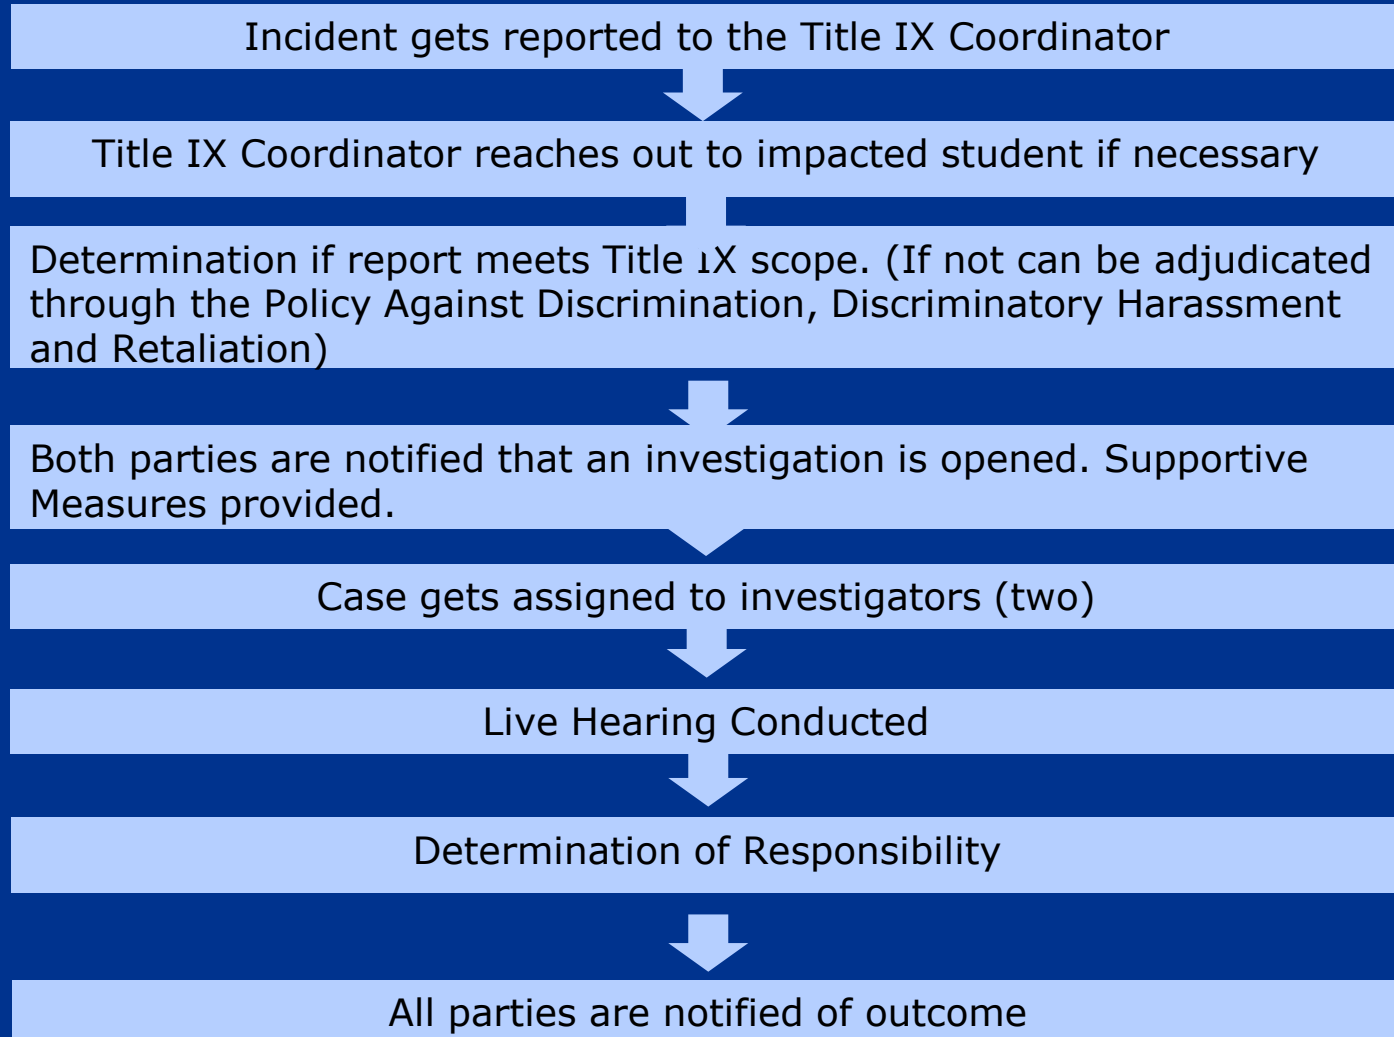 Incident gets reported to the Title IX Coordinator
Title IX Coordinator reaches out to impacted student if necessary
Determination if report meets Title IX scope. (If not can be adjudicated
through the Policy Against Discrimination, Discriminatory Harassment
and Retaliation)
Both parties are notified that an investigation is opened. Supportive
Measures provided.
Case gets assigned to investigators (two)
Live Hearing Conducted
Determination of Responsibility
All parties are notified of outcome